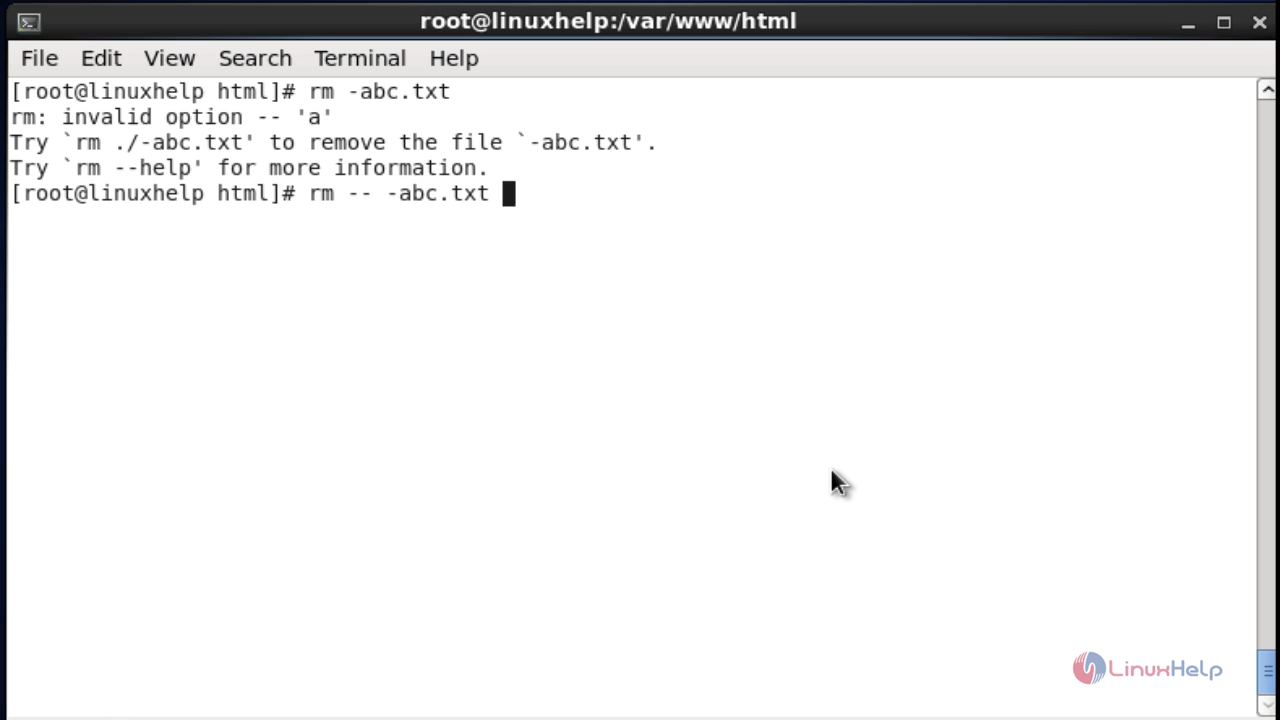 root@linuxhelp:/var/www/html
File Edit View Search Terminal Help
[root@linuxhelp html]# rm -abc.txt
rm: invalid option -- 'a'
Try `rm ./-abc.txt' to remove the file `-abc.txt'.
Try `rm --help' for more information.
[root@linuxhelp html]# rm -- -abc.txt
LinuxHelp